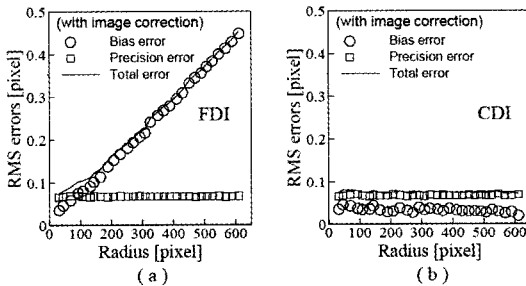 (with image correction)
Bias error
Precision error
Total error
FDI
RMS errors [pixel]
0.5
0.4
0.3
0.2
0.1
0
0 100 200 300 400 500 600
Radius [pixel]
( a )
(with image correction)
Bias error
Precision error
Total error
CDI
RMS errors [pixel]
0.5
0.4
0.3
0.2
0.1
0
0 100 200 300 400 500 600
Radius [pixel]
( b )